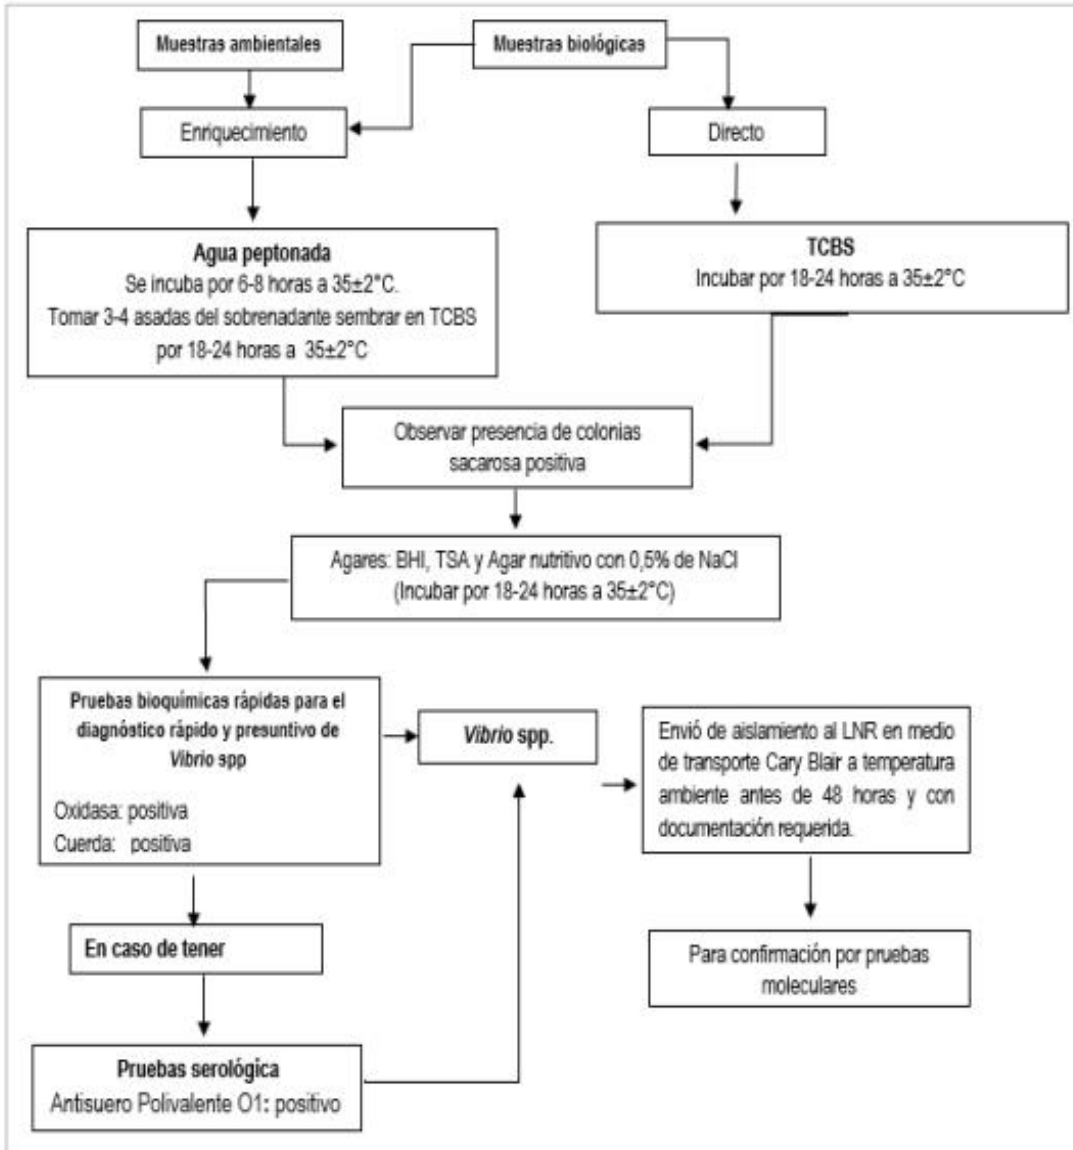 Muestras ambientales
Muestras biológicas
Enriquecimiento
Directo
Agua peptonada
Se incuba por 6-8 horas a 35±2°C.
Tomar 3-4 asadas del sobrenadante sembrar en TCBS
por 18-24 horas a 35±2°C
TCBS
Incubar por 18-24 horas a 35±2°C
Observar presencia de colonias
sacarosa positiva
Agares: BHI, TSA y Agar nutritivo con 0,5% de NaCl
(Incubar por 18-24 horas a 35±2°C)
Pruebas bioquímicas rápidas para el
diagnóstico rápido y presuntivo de
Vibrio spp
Oxidasa: positiva
Cuerda: positiva
Vibrio spp.
Envió de aislamiento al LNR en medio
de transporte Cary Blair a temperatura
ambiente antes de 48 horas y con
documentación requerida.
En caso de tener
Para confirmación por pruebas
moleculares
Pruebas serológica
Antisuero Polivalente O1: positivo